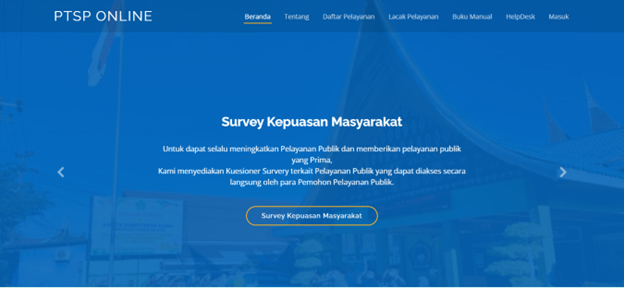 PTSP ONLINE
Beranda Tentang Daftar Pelayanan Lacak Pelayanan Buku Manual HelpDesk Masuk
Survey Kepuasan Masyarakat
Untuk dapat selalu meningkatkan Pelayanan Publik dan memberikan pelayanan publik
yang Prima,
Kami menyediakan Kuesioner Survery terkait Pelayanan Publik yang dapat diakses secara
langsung oleh para Pemohon Pelayanan Publik.
Survey Kepuasan Masyarakat